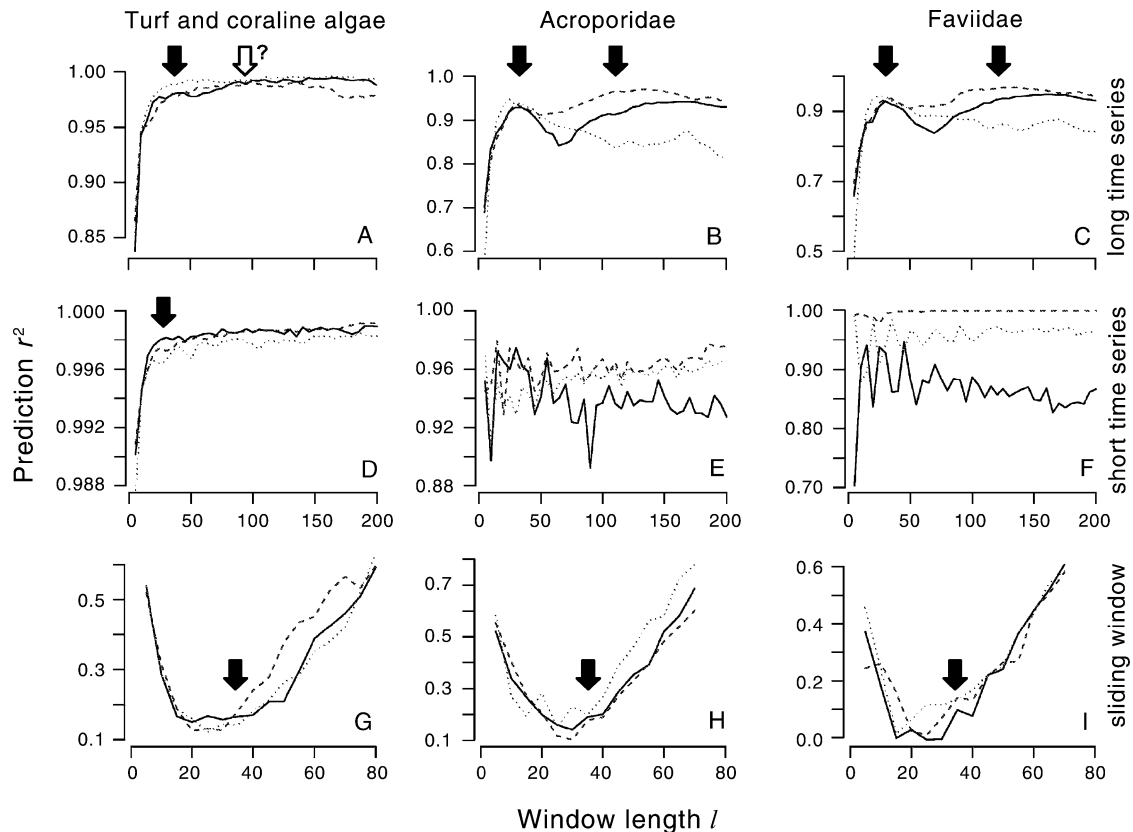 Turf and coraline algae
Acroporidae
Faviidae
?
1.00
0.95
0.90
0.85
A
1.0
0.9
0.8
0.7
0.6
B
0.9
0.7
0.5
C
long time series
Prediction r²
1.000
0.996
0.992
0.988
D
0 50 100 150 200
0.96
0.92
0.88
E
0 50 100 150 200
1.00
0.90
0.80
0.70
F
0 50 100 150 200
short time series
0.5
0.3
0.1
G
0 20 40 60 80
0.7
0.5
0.3
0.1
H
0 20 40 60 80
0.6
0.4
0.2
0.0
I
0 20 40 60 80
sliding window
Window length l